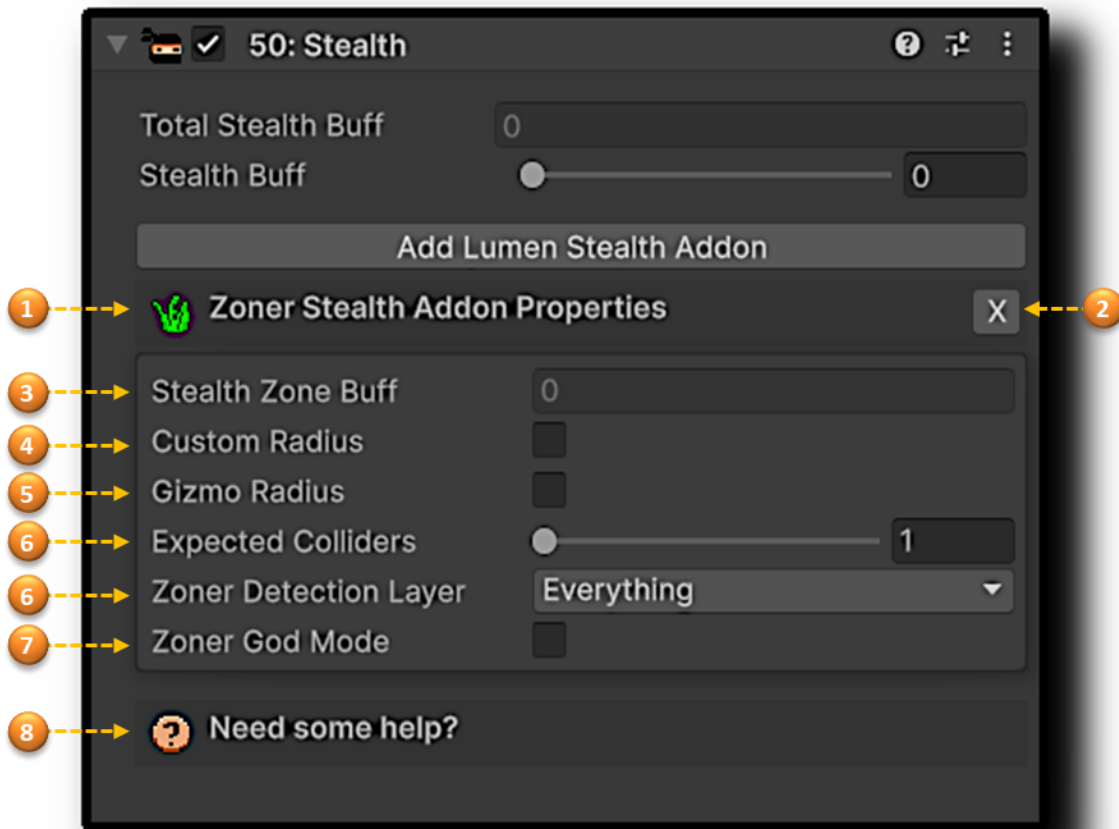 50: Stealth
Total Stealth Buff 0
Stealth Buff 0
Add Lumen Stealth Addon
1 Zoner Stealth Addon Properties X 2
3 Stealth Zone Buff 0
4 Custom Radius
5 Gizmo Radius
6 Expected Colliders 1
6 Zoner Detection Layer Everything
7 Zoner God Mode
8 Need some help?